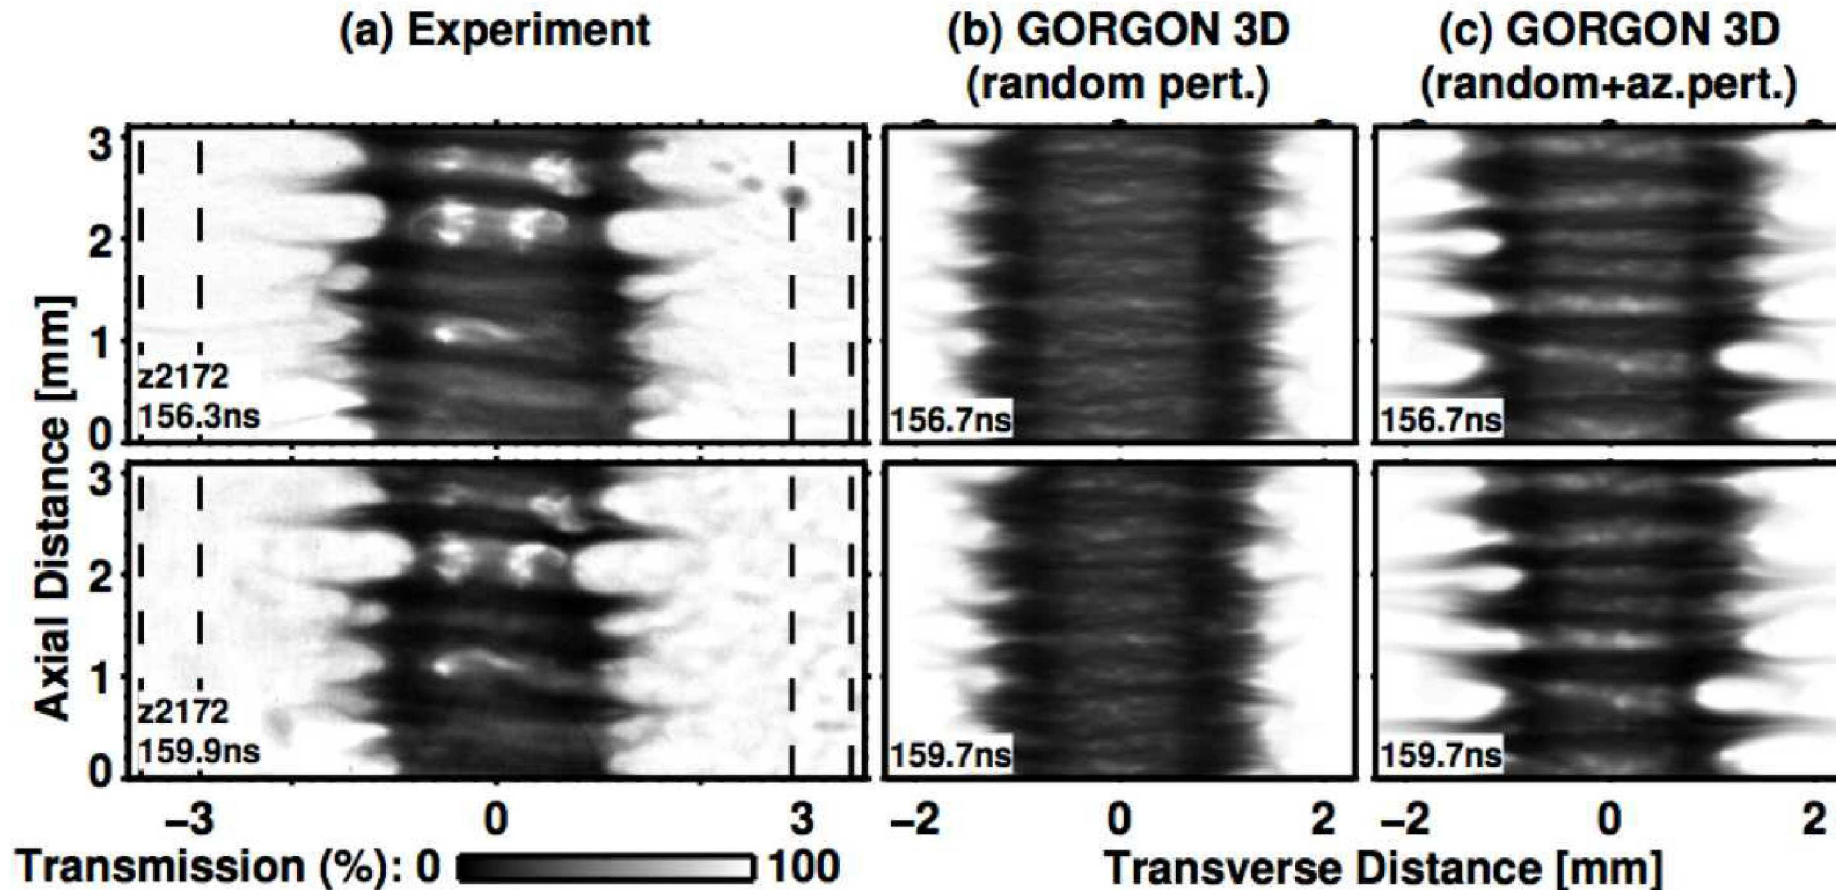 (a) Experiment
(b) GORGON 3D
(random pert.)
(c) GORGON 3D
(random+az.pert.)
Axial Distance [mm]
3
2
1
0
z2172
156.3ns
156.7ns
156.7ns
3
2
1
0
z2172
159.9ns
159.7ns
159.7ns
−3 0 3
−2 0 2
−2 0 2
Transmission (%): 0 100
Transverse Distance [mm]